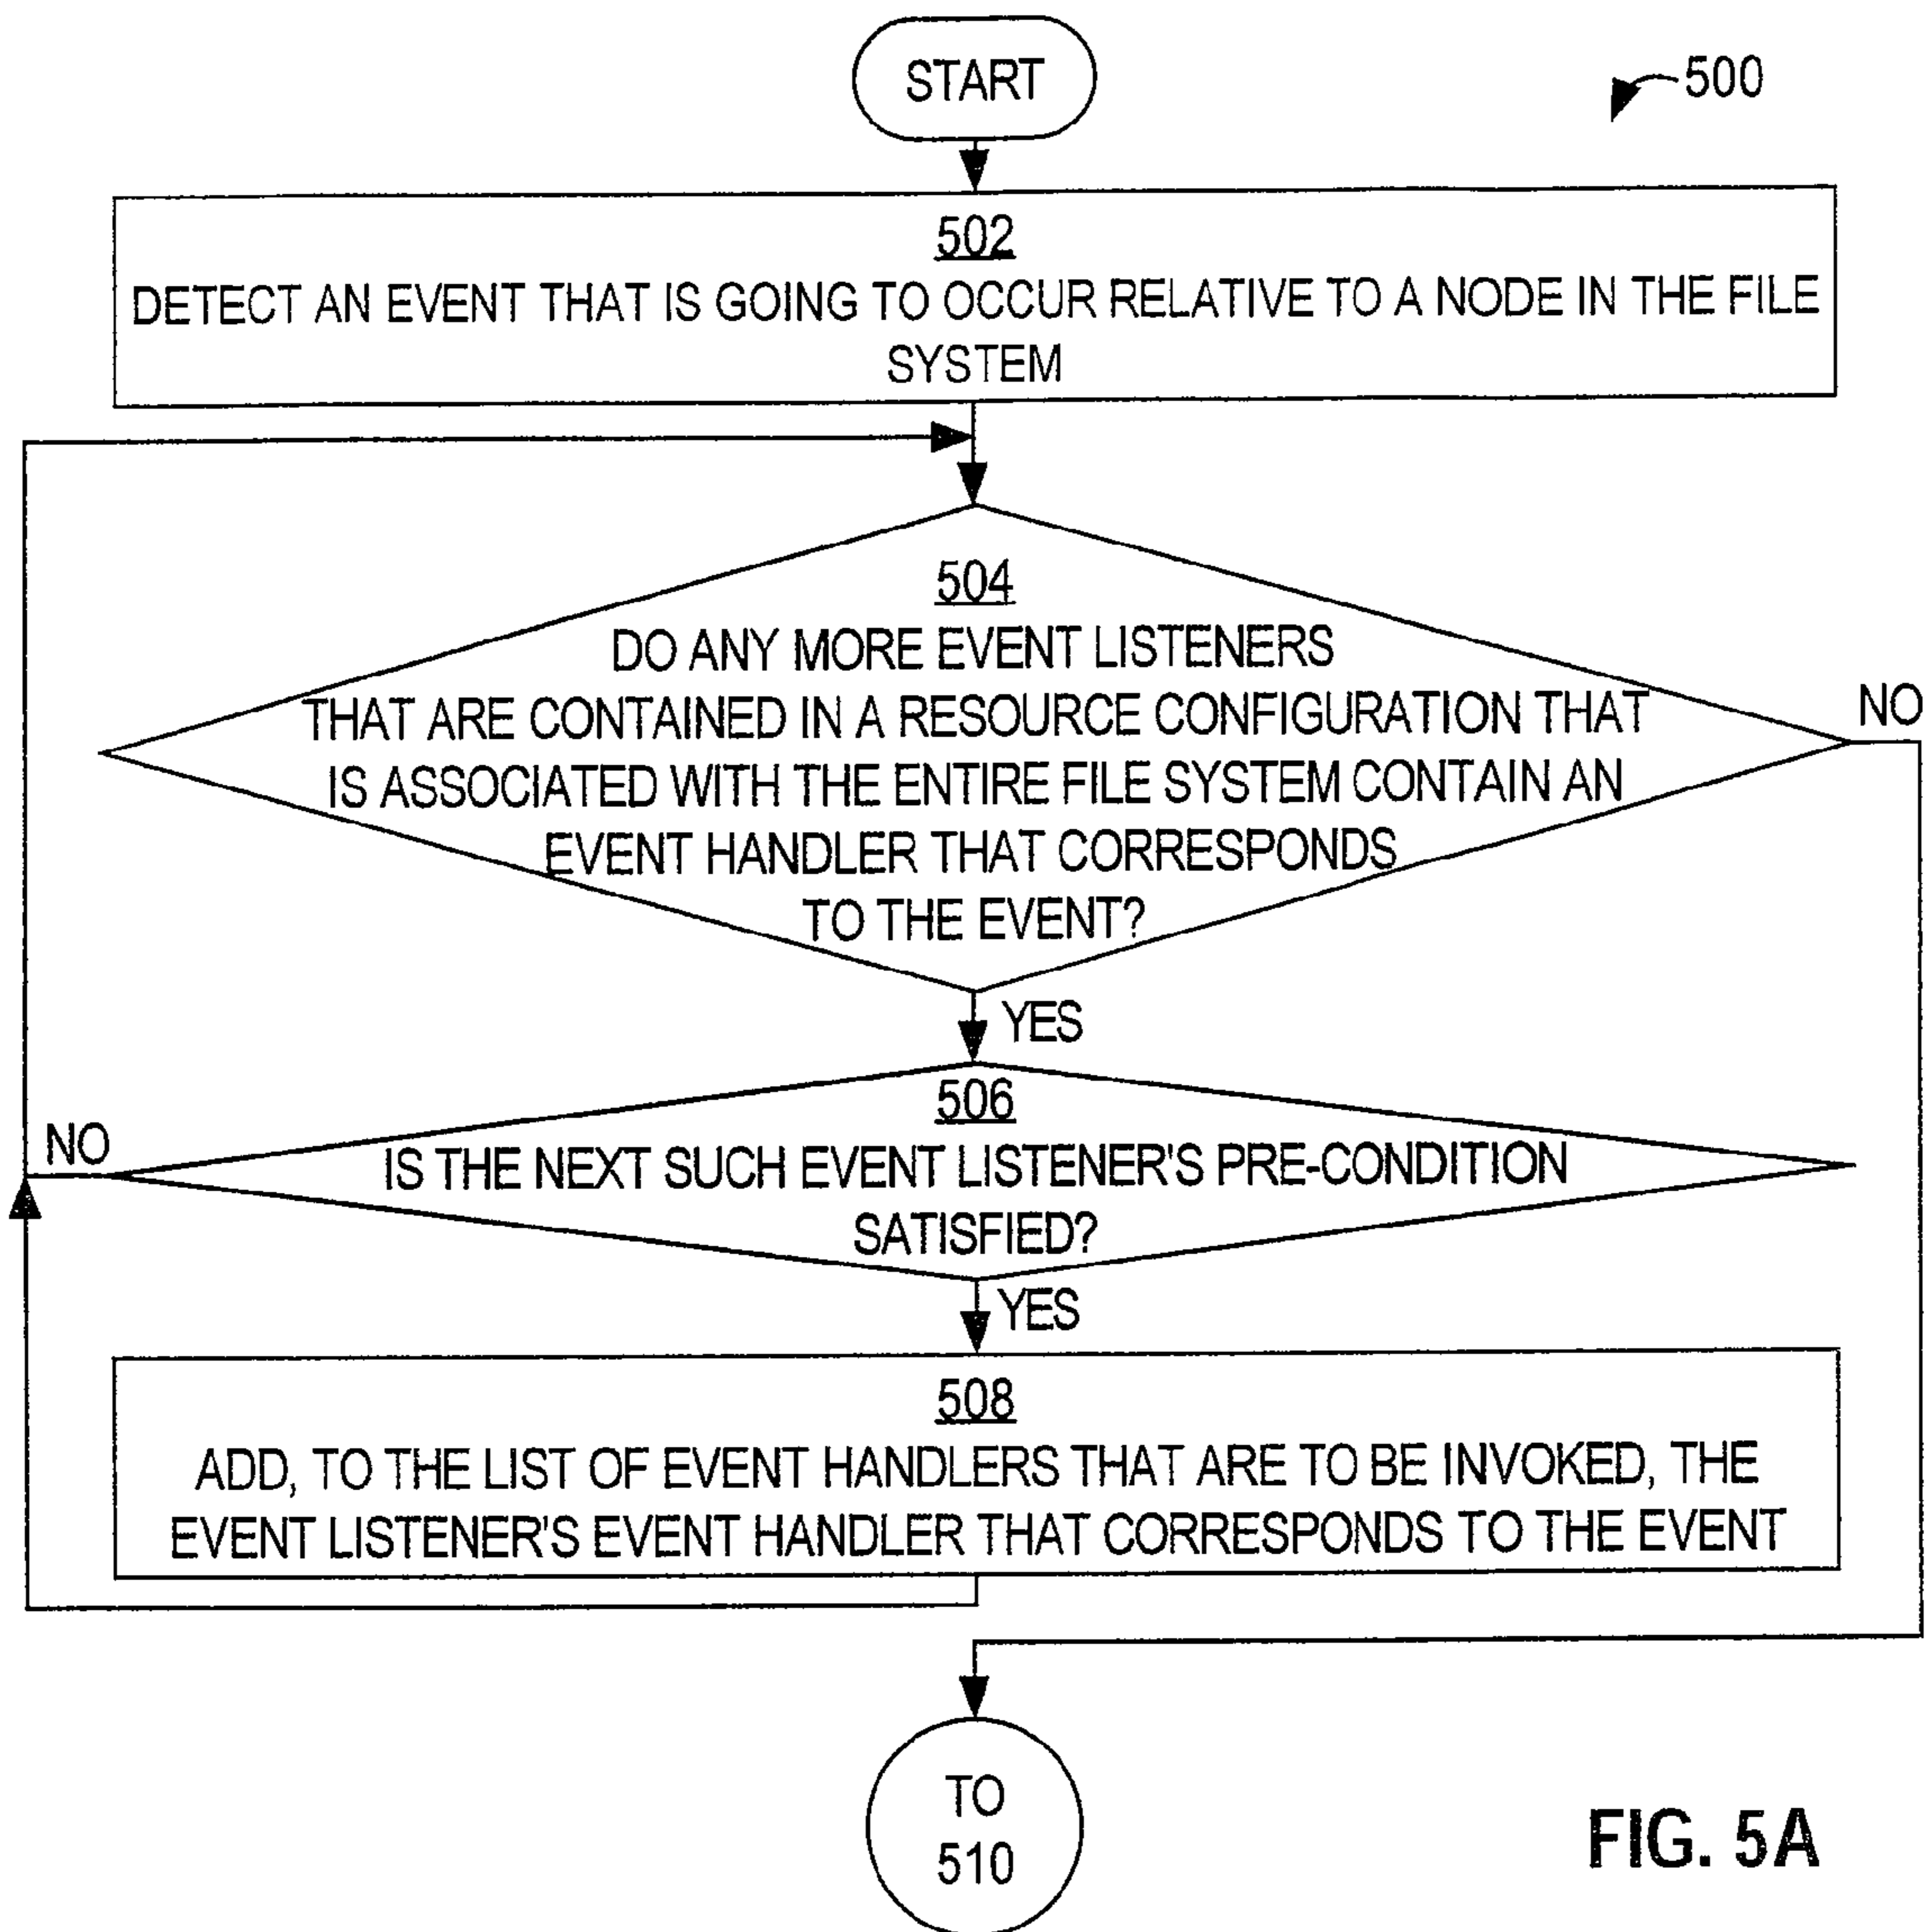 START
500
502
DETECT AN EVENT THAT IS GOING TO OCCUR RELATIVE TO A NODE IN THE FILE
SYSTEM
504
DO ANY MORE EVENT LISTENERS
THAT ARE CONTAINED IN A RESOURCE CONFIGURATION THAT
IS ASSOCIATED WITH THE ENTIRE FILE SYSTEM CONTAIN AN
EVENT HANDLER THAT CORRESPONDS
TO THE EVENT?
NO
YES
506
IS THE NEXT SUCH EVENT LISTENER'S PRE-CONDITION
SATISFIED?
NO
YES
508
ADD, TO THE LIST OF EVENT HANDLERS THAT ARE TO BE INVOKED, THE
EVENT LISTENER'S EVENT HANDLER THAT CORRESPONDS TO THE EVENT
TO
510
FIG. 5A